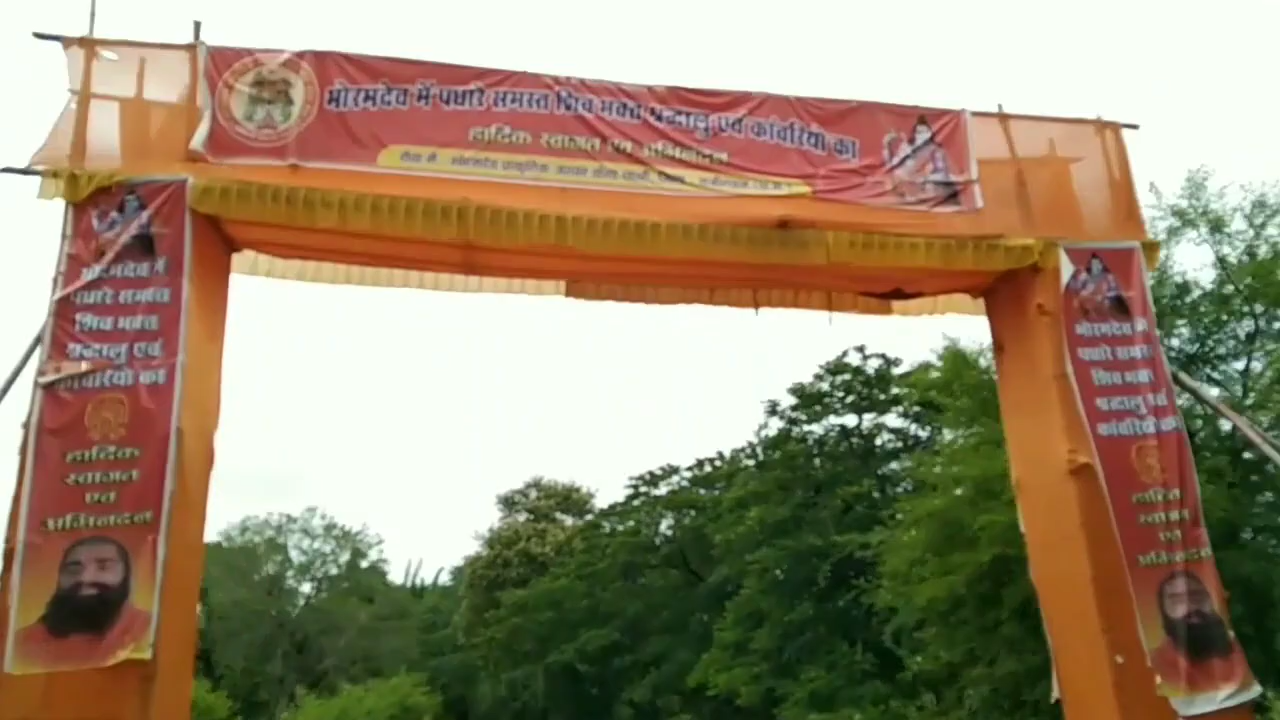 भोरमदेव में पधारे समस्त शिव भक्त श्रद्धालु एवं कांवरियों का
हार्दिक स्वागत एवं अभिनंदन
सेवा में भोरमदेव प्राकृतिक
भोरमदेव में
पधारे समस्त
शिव भक्त
श्रद्धालु एवं
कांवरियों का
हार्दिक
स्वागत
एवं
अभिनंदन
भोरमदेव में
पधारे समस्त
शिव भक्त
श्रद्धालु एवं
कांवरियों का
हार्दिक
स्वागत
एवं
अभिनंदन